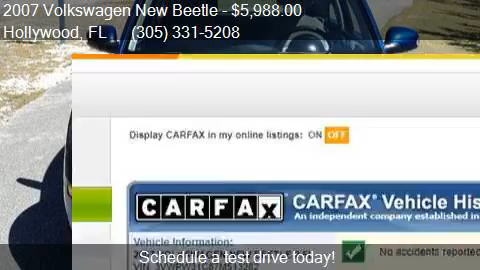 2007 Volkswagen New Beetle - $5,988.00
Hollywood, FL (305) 331-5208
Display CARFAX in my online listings: ON OFF
CARFAX CARFAX Vehicle His
An independent company established in
Vehicle Information:
No accidents reported
Schedule a test drive today!